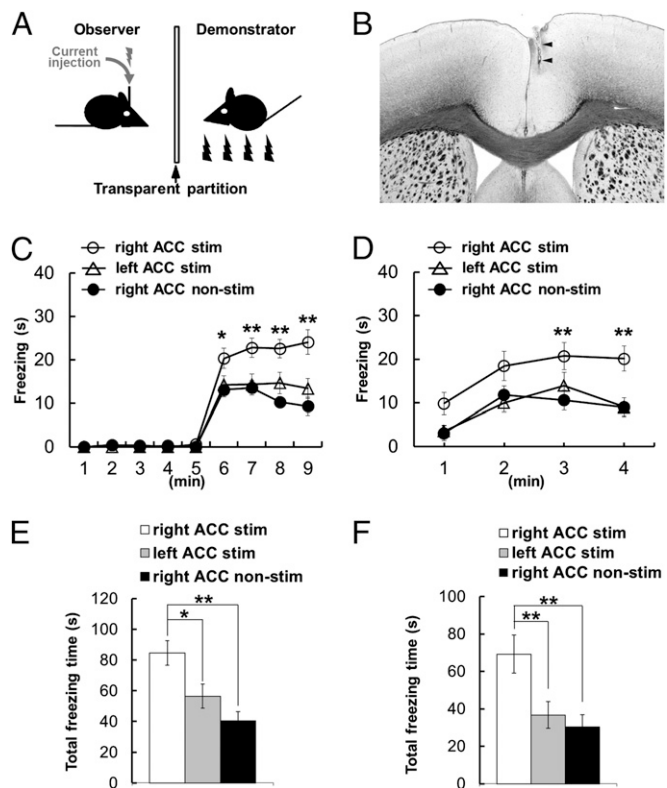 A
Observer
Demonstrator
Current
injection
Transparent partition
B
C
right ACC stim
left ACC stim
right ACC non-stim
Freezing (s)
40
30
20
10
0
*
**
**
**
1 2 3 4 5 6 7 8 9
(min)
D
right ACC stim
left ACC stim
right ACC non-stim
Freezing (s)
40
30
20
10
0
**
**
1 2 3 4
(min)
E
right ACC stim
left ACC stim
right ACC non-stim
Total freezing time (s)
120
100
80
60
40
20
0
**
*
F
right ACC stim
left ACC stim
right ACC non-stim
Total freezing time (s)
100
80
60
40
20
0
**
**